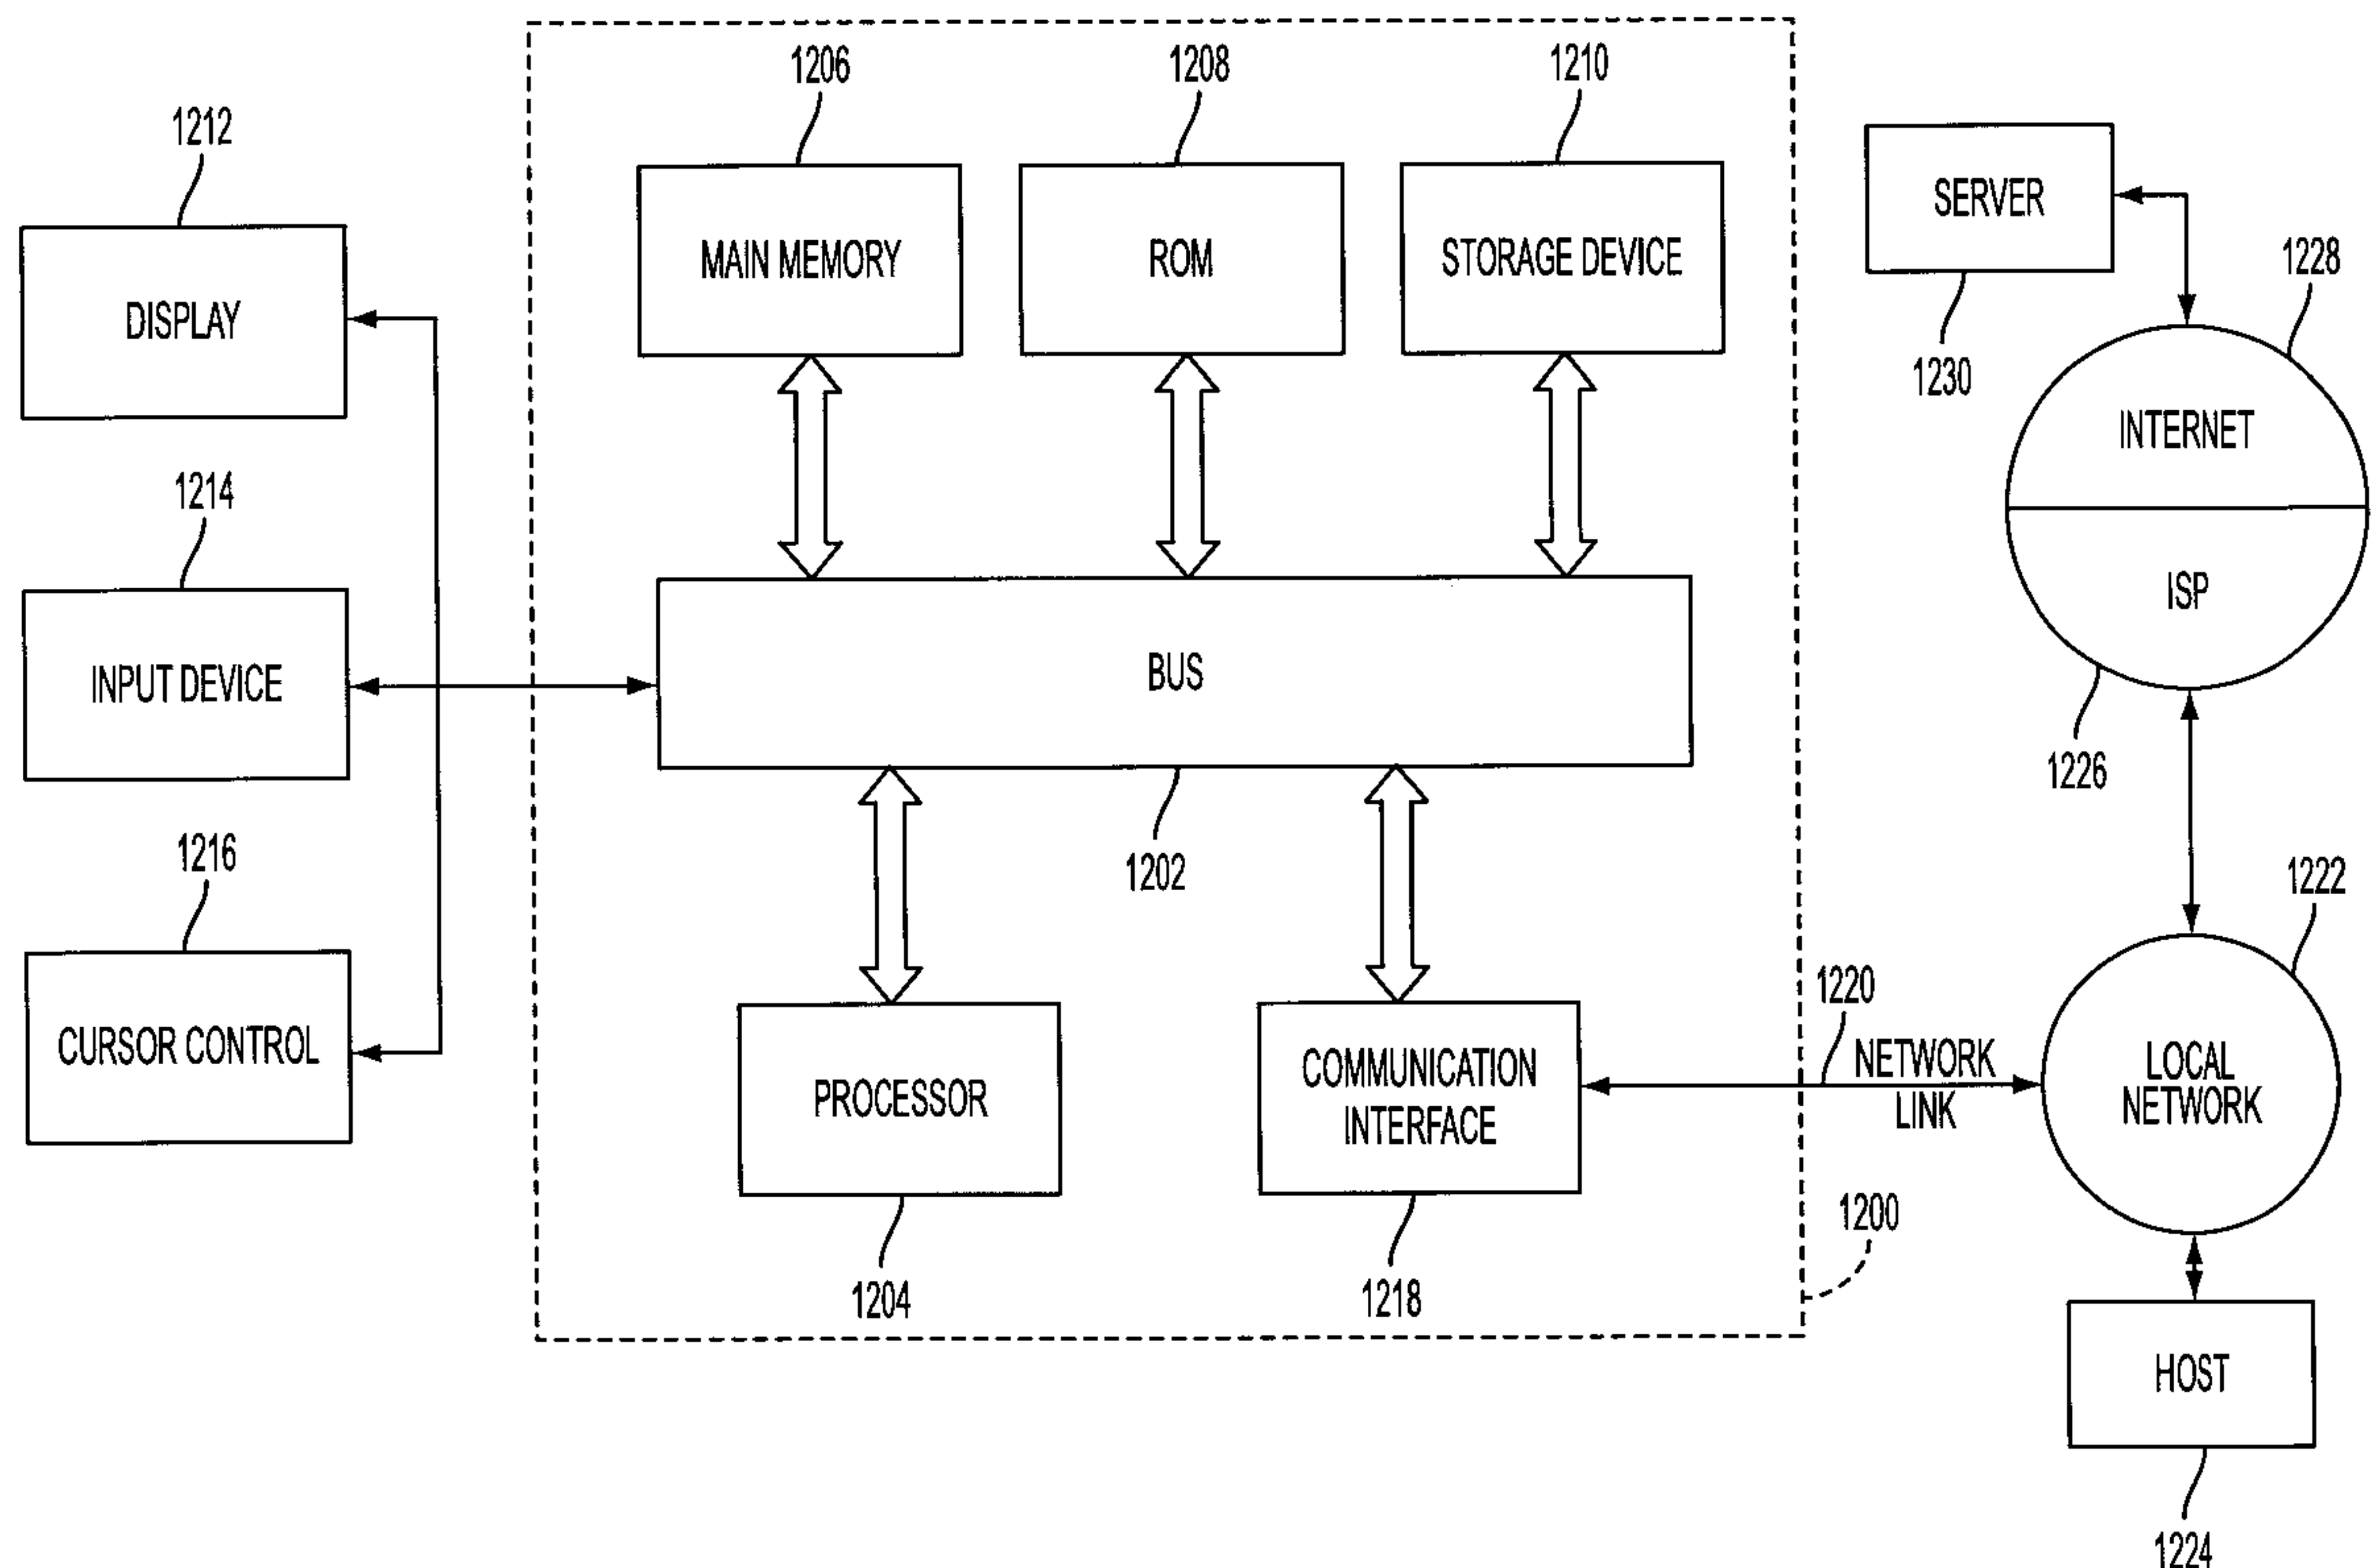 1206
1208
1210
1212
MAIN MEMORY
ROM
STORAGE DEVICE
SERVER
1228
DISPLAY
1230
INTERNET
1214
ISP
INPUT DEVICE
BUS
1226
1216
1202
1222
CURSOR CONTROL
PROCESSOR
COMMUNICATION
INTERFACE
1220
NETWORK
LINK
LOCAL
NETWORK
1200
1204
1218
HOST
1224